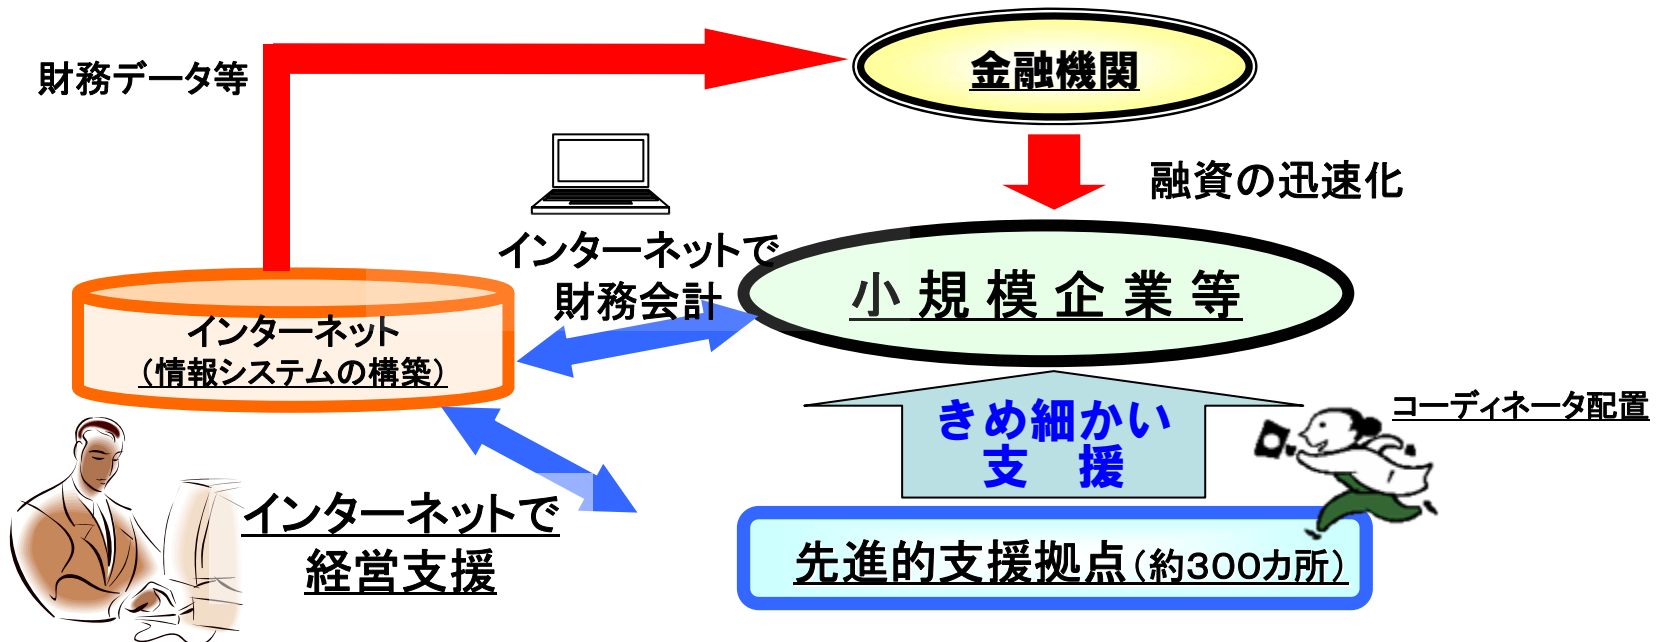 財務データ等
金融機関
融資の迅速化
インターネットで
財務会計
小規模企業等
インターネット
（情報システムの構築）
きめ細かい
支　援
コーディネータ配置
インターネットで
経営支援
先進的支援拠点（約３００カ所）